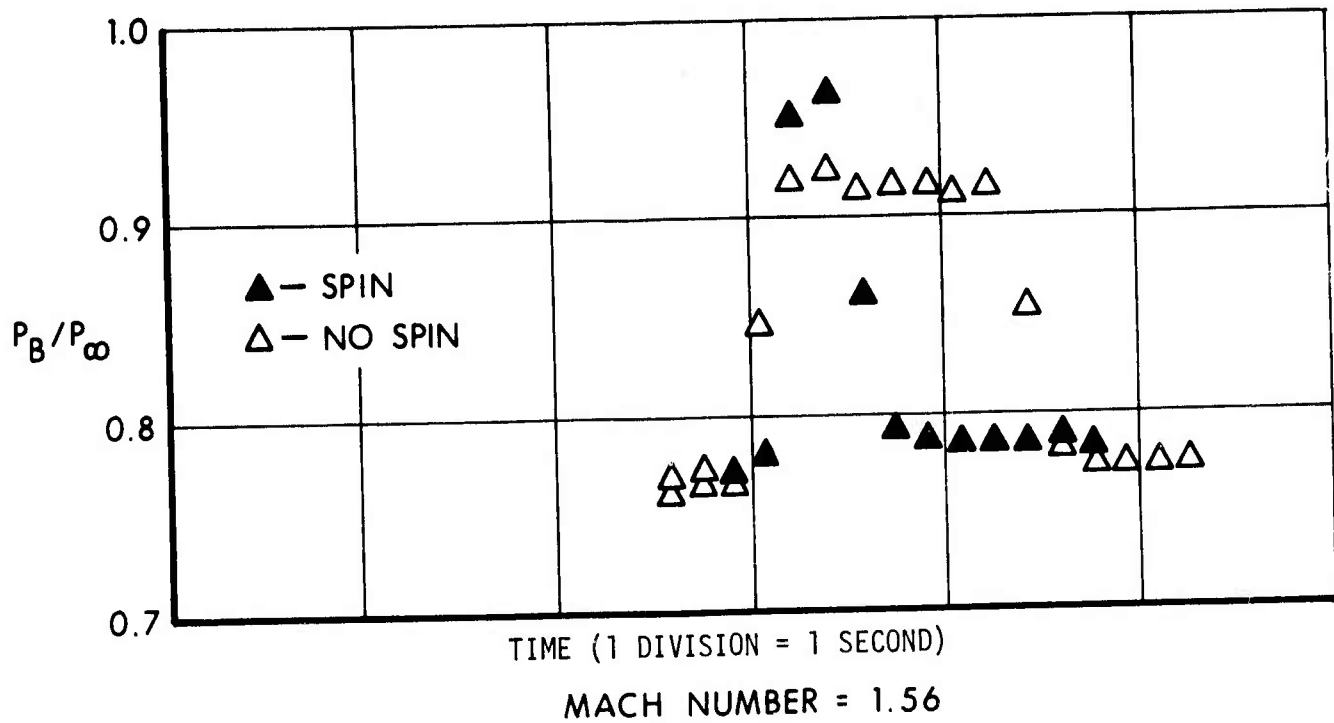 1.0
0.9
▲ — SPIN
△ — NO SPIN
P_B/P_∞
0.8
0.7
TIME (1 DIVISION = 1 SECOND)
MACH NUMBER = 1.56